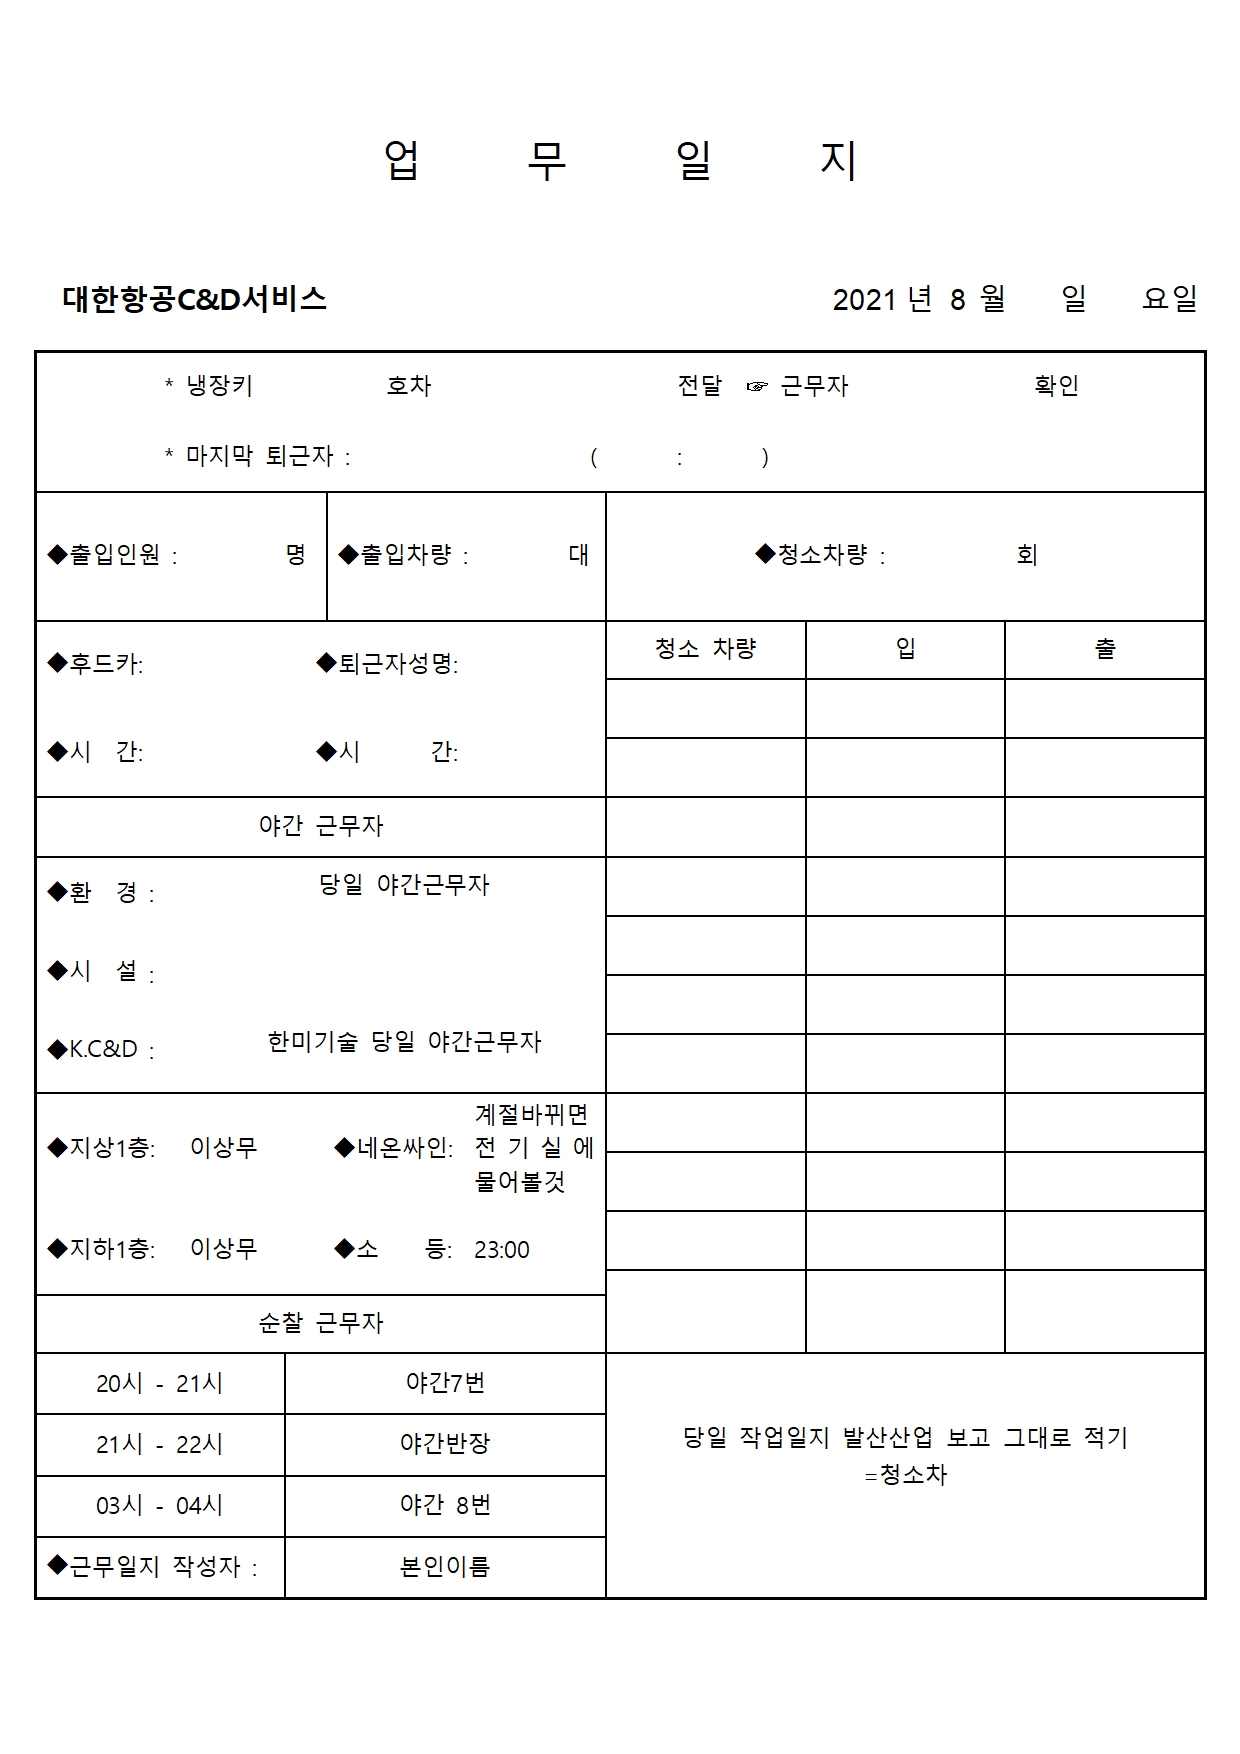 업 무 일 지
대한항공C&D서비스 2021 년 8 월 일 요일
* 냉장키 호차 전달 ☞ 근무자 확인
* 마지막 퇴근자 : ( : )
◆출입인원 : 명 ◆출입차량 : 대 ◆청소차량 : 회
◆후드카: ◆퇴근자성명:
◆시 간: ◆시 간:
청소 차량 입 출
야간 근무자
◆환 경 : 당일 야간근무자
◆시 설 :
◆K.C&D : 한미기술 당일 야간근무자
◆지상1층: 이상무 ◆네온싸인: 계절바뀌면
전 기 실 에
물어볼것
◆지하1층: 이상무 ◆소 등: 23:00
순찰 근무자
20시 - 21시 야간7번
21시 - 22시 야간반장
03시 - 04시 야간 8번
◆근무일지 작성자 : 본인이름
당일 작업일지 발산산업 보고 그대로 적기
=청소차